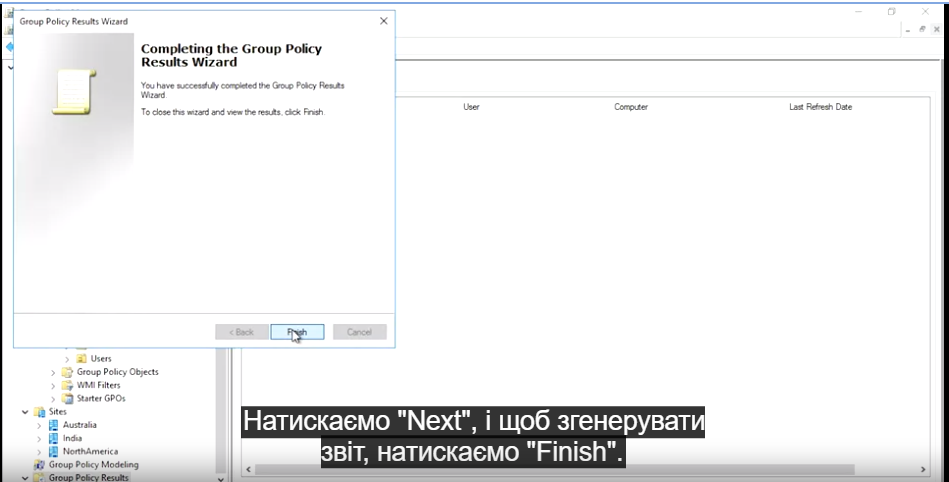 Group Policy Results Wizard
Completing the Group Policy
Results Wizard
You have successfully completed the Group Policy Results
Wizard.
To close this wizard and view the results, click Finish.
User Computer Last Refresh Date
< Back Finish Cancel
Users
Group Policy Objects
WMI Filters
Starter GPOs
Sites
Australia
India
NorthAmerica
Group Policy Modeling
Group Policy Results
Натискаємо "Next", і щоб згенерувати
звіт, натискаємо "Finish".